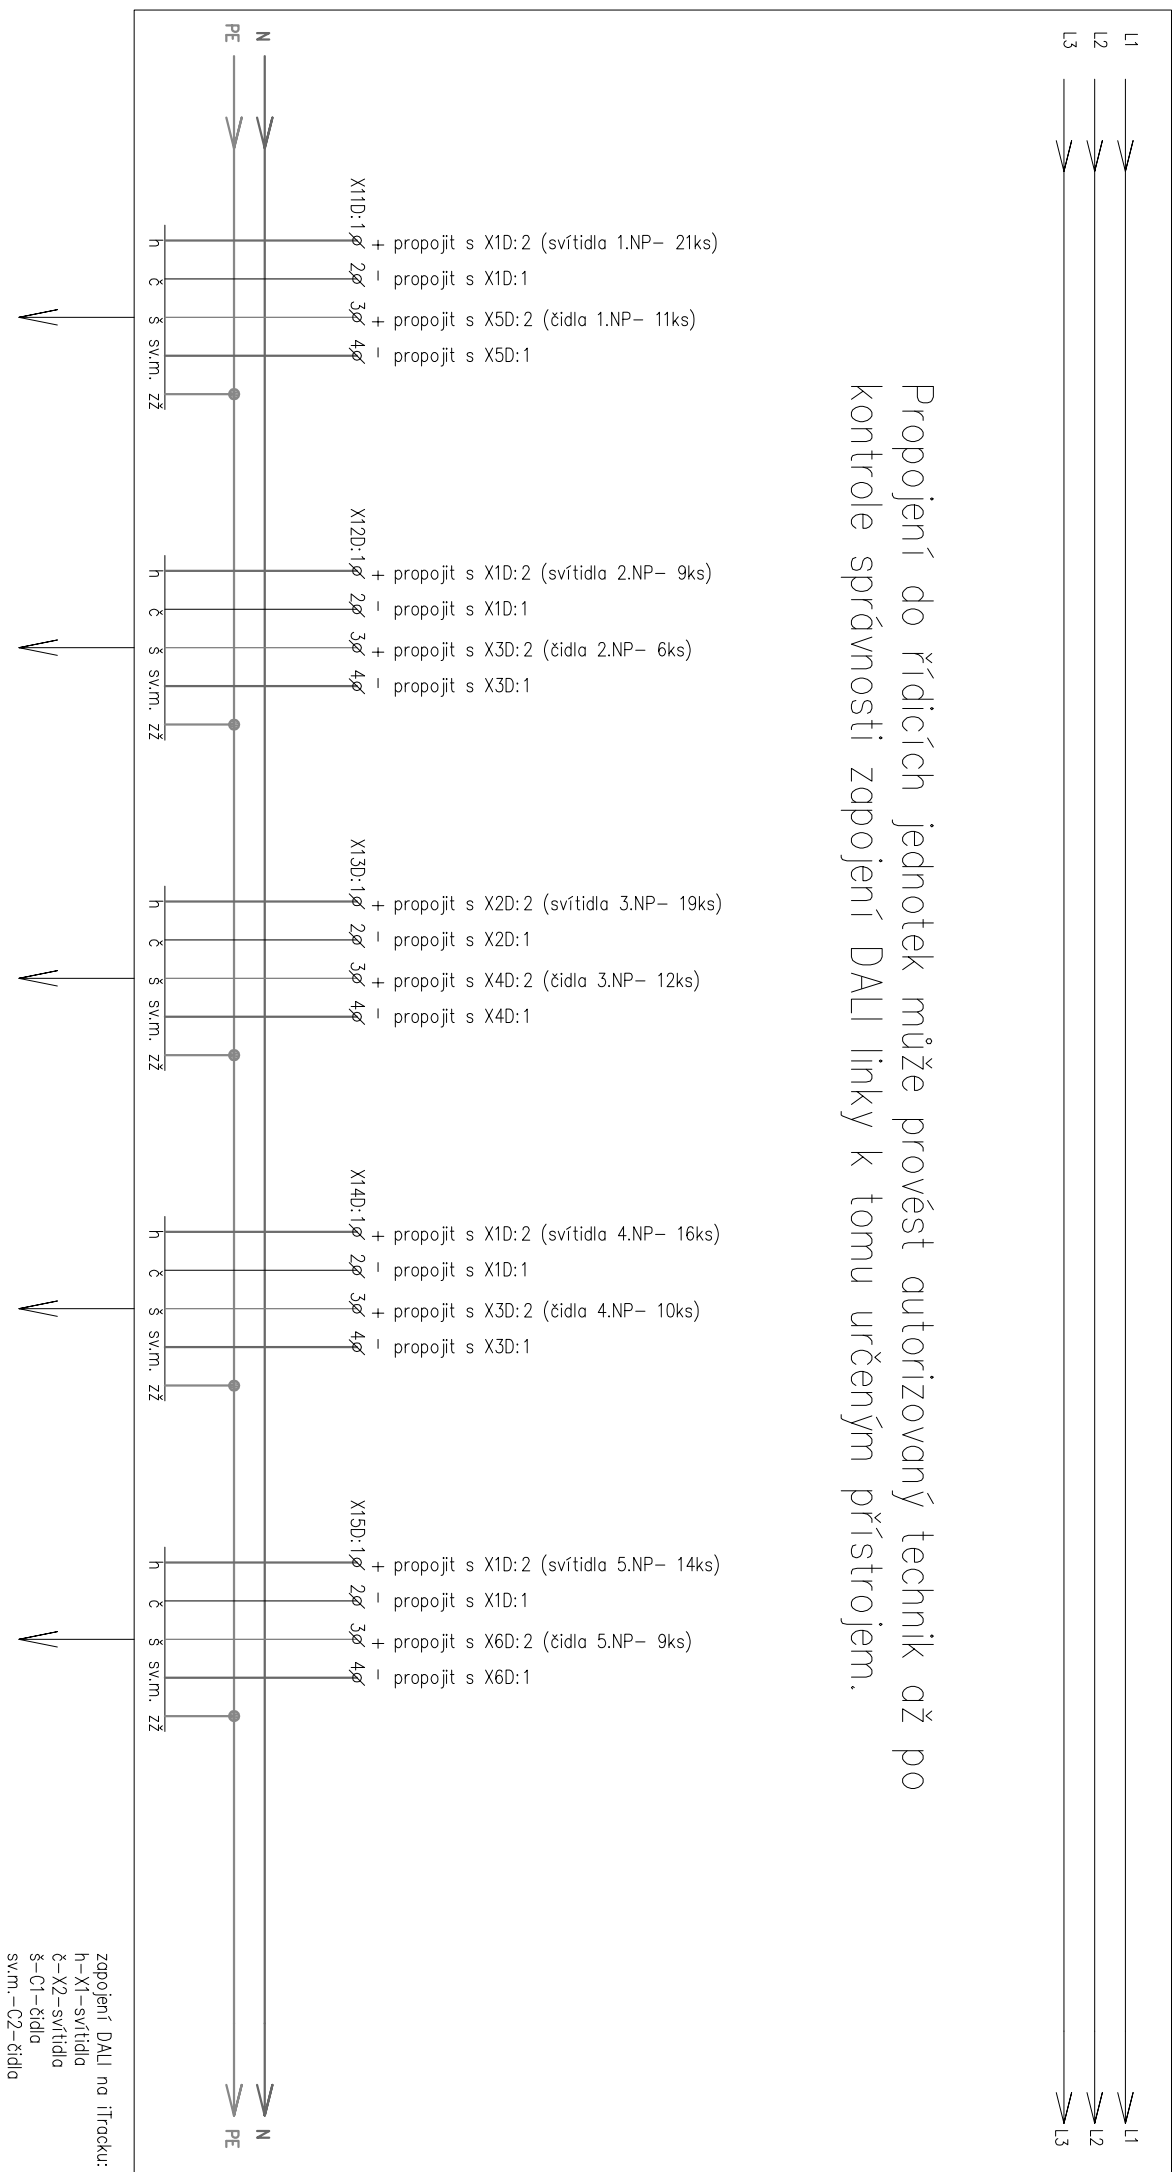 L1
L2
L3
L1
L2
L3
Propojení do řídicích jednotek může provést autorizovaný technik až po
kontrole správnosti zapojení DALI linky k tomu určeným přístrojem.
X11D:1
+ propojit s X1D:2 (svítidla 1.NP- 21ks)
2
- propojit s X1D:1
3
+ propojit s X5D:2 (čidla 1.NP- 11ks)
4
- propojit s X5D:1
X12D:1
+ propojit s X1D:2 (svítidla 2.NP- 9ks)
2
- propojit s X1D:1
3
+ propojit s X3D:2 (čidla 2.NP- 6ks)
4
- propojit s X3D:1
X13D:1
+ propojit s X2D:2 (svítidla 3.NP- 19ks)
2
- propojit s X2D:1
3
+ propojit s X4D:2 (čidla 3.NP- 12ks)
4
- propojit s X4D:1
X14D:1
+ propojit s X1D:2 (svítidla 4.NP- 16ks)
2
- propojit s X1D:1
3
+ propojit s X3D:2 (čidla 4.NP- 10ks)
4
- propojit s X3D:1
X15D:1
+ propojit s X1D:2 (svítidla 5.NP- 14ks)
2
- propojit s X1D:1
3
+ propojit s X6D:2 (čidla 5.NP- 9ks)
4
- propojit s X6D:1
N
PE
N
PE
h č š sv.m. zž
h č š sv.m. zž
h č š sv.m. zž
h č š sv.m. zž
h č š sv.m. zž
zapojení DALI na iTracku:
h-X1-svítidla
č-X2-svítidla
š-C1-čidla
sv.m.-C2-čidla